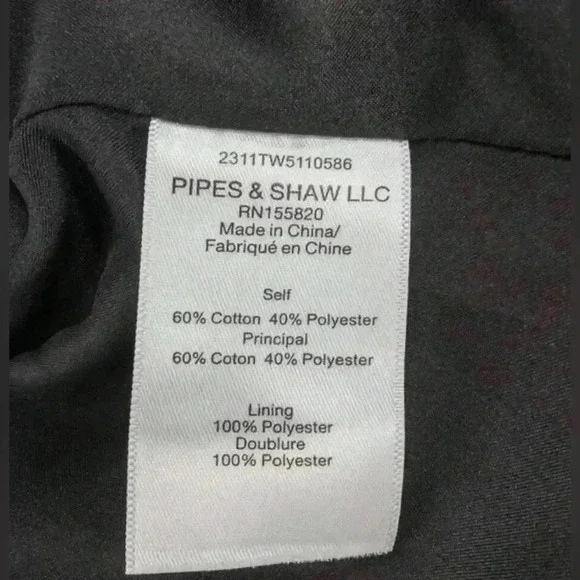 2311TW5110586
PIPES & SHAW LLC
RN155820
Made in China/
Fabriqué en Chine
Self
60% Cotton 40% Polyester
Principal
60% Coton 40% Polyester
Lining
100% Polyester
Doublure
100% Polyester